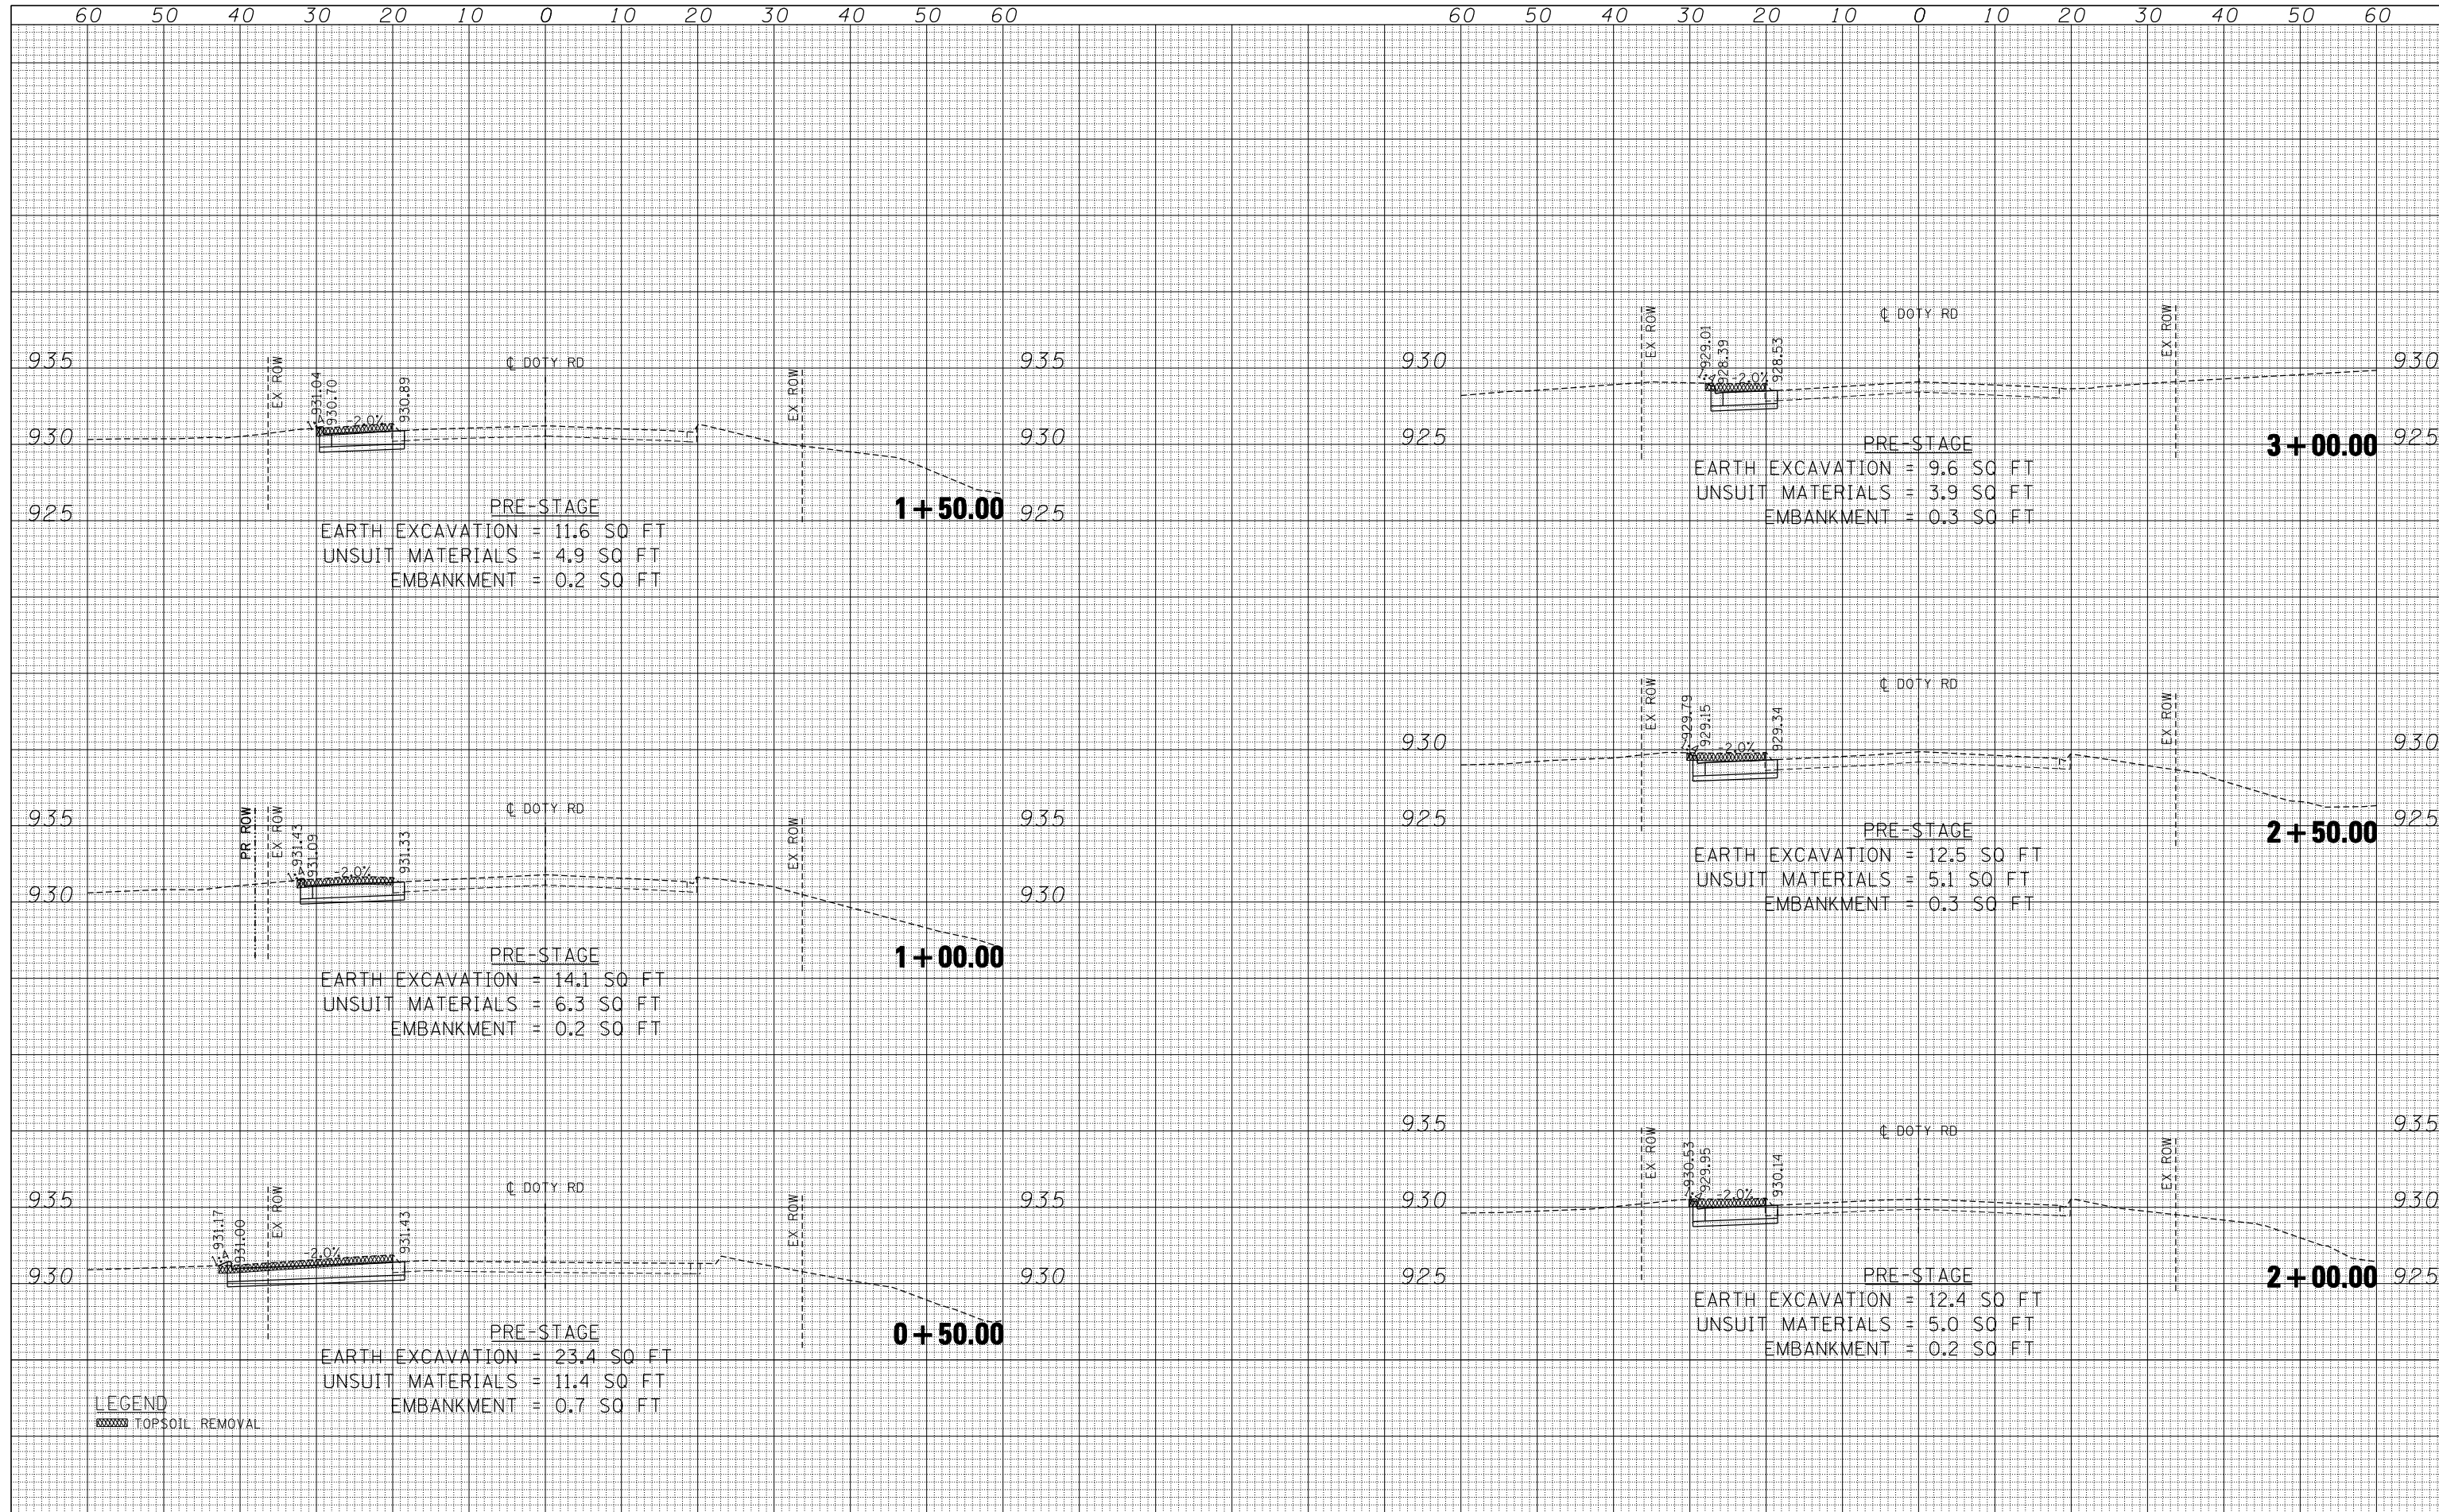 60 50 40 30 20 10 0 10 20 30 40 50 60
60 50 40 30 20 10 0 10 20 30 40 50 60
935 935
EX ROW
931.04
930.70
-2.0%
930.89
℄ DOTY RD
EX ROW
930 930
925 925
1+50.00
PRE-STAGE
EARTH EXCAVATION = 11.6 SQ FT
UNSUIT MATERIALS = 4.9 SQ FT
EMBANKMENT = 0.2 SQ FT
935 935
PR ROW
EX ROW
931.43
931.09
1:4
-2.0%
931.33
℄ DOTY RD
EX ROW
930 930
1+00.00
PRE-STAGE
EARTH EXCAVATION = 14.1 SQ FT
UNSUIT MATERIALS = 6.3 SQ FT
EMBANKMENT = 0.2 SQ FT
935 935
931.17
931.00
1:4
EX ROW
-2.0%
931.43
℄ DOTY RD
EX ROW
930 930
0+50.00
PRE-STAGE
EARTH EXCAVATION = 23.4 SQ FT
UNSUIT MATERIALS = 11.4 SQ FT
EMBANKMENT = 0.7 SQ FT
LEGEND
TOPSOIL REMOVAL
930 930
EX ROW
929.01
928.39
1:4
-2.0%
928.53
℄ DOTY RD
EX ROW
925 925
3+00.00
PRE-STAGE
EARTH EXCAVATION = 9.6 SQ FT
UNSUIT MATERIALS = 3.9 SQ FT
EMBANKMENT = 0.3 SQ FT
930 930
EX ROW
929.79
929.15
1:4
-2.0%
929.34
℄ DOTY RD
EX ROW
925 925
2+50.00
PRE-STAGE
EARTH EXCAVATION = 12.5 SQ FT
UNSUIT MATERIALS = 5.1 SQ FT
EMBANKMENT = 0.3 SQ FT
935 935
EX ROW
930.53
929.95
1:4
-2.0%
930.14
℄ DOTY RD
EX ROW
930 930
925 925
2+00.00
PRE-STAGE
EARTH EXCAVATION = 12.4 SQ FT
UNSUIT MATERIALS = 5.0 SQ FT
EMBANKMENT = 0.2 SQ FT